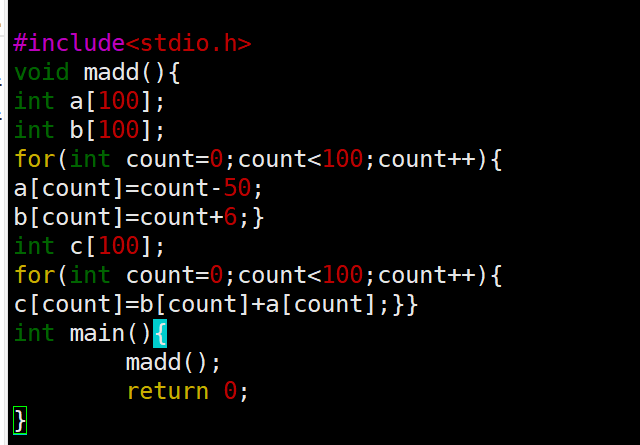 #include<stdio.h>
void madd(){
int a[100];
int b[100];
for(int count=0;count<100;count++){
a[count]=count-50;
b[count]=count+6;}
int c[100];
for(int count=0;count<100;count++){
c[count]=b[count]+a[count];}}
int main(){
        madd();
        return 0;
}